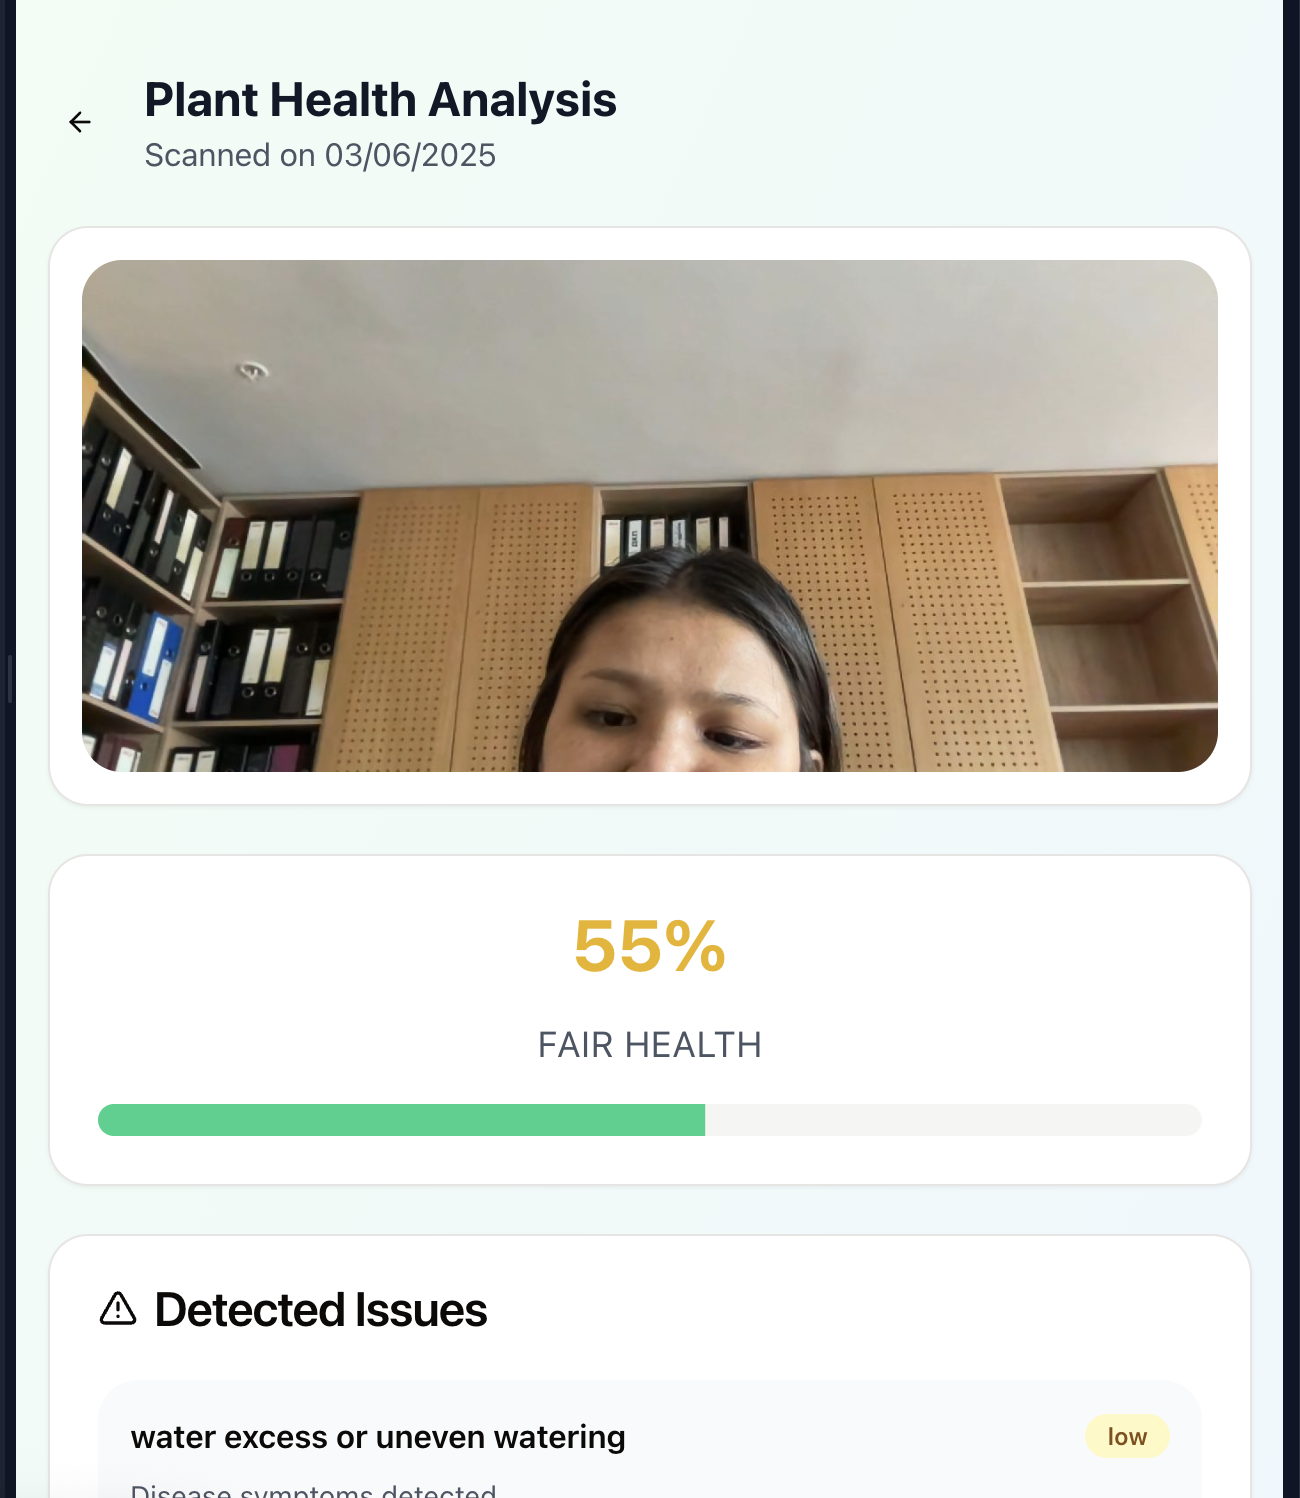 Plant Health Analysis
Scanned on 03/06/2025
55%
FAIR HEALTH
Detected Issues
water excess or uneven watering
low
Disease symptoms detected